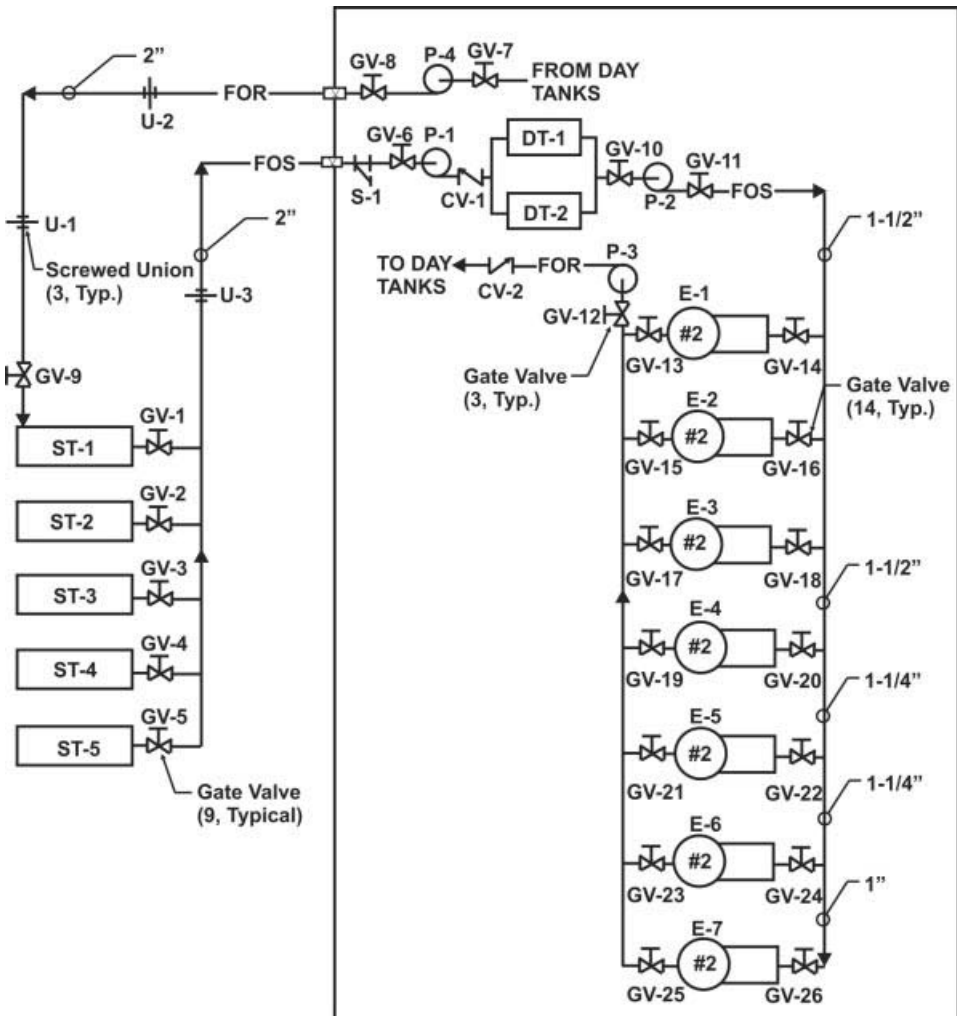 2”
GV-8
P-4
GV-7
FROM DAY
TANKS
FOR
U-2
GV-6
P-1
DT-1
GV-10
GV-11
FOS
FOS
S-1
CV-1
DT-2
P-2
U-1
2”
1-1/2”
Screwed Union
(3, Typ.)
U-3
TO DAY
TANKS
FOR
P-3
CV-2
GV-12
E-1
#2
GV-13
GV-14
GV-9
Gate Valve
(3, Typ.)
Gate Valve
(14, Typ.)
GV-1
ST-1
E-2
#2
GV-15
GV-16
GV-2
ST-2
E-3
#2
GV-17
GV-18
GV-3
ST-3
1-1/2”
E-4
#2
GV-19
GV-20
GV-4
ST-4
1-1/4”
GV-5
ST-5
E-5
#2
GV-21
GV-22
Gate Valve
(9, Typical)
1-1/4”
E-6
#2
GV-23
GV-24
1”
E-7
#2
GV-25
GV-26